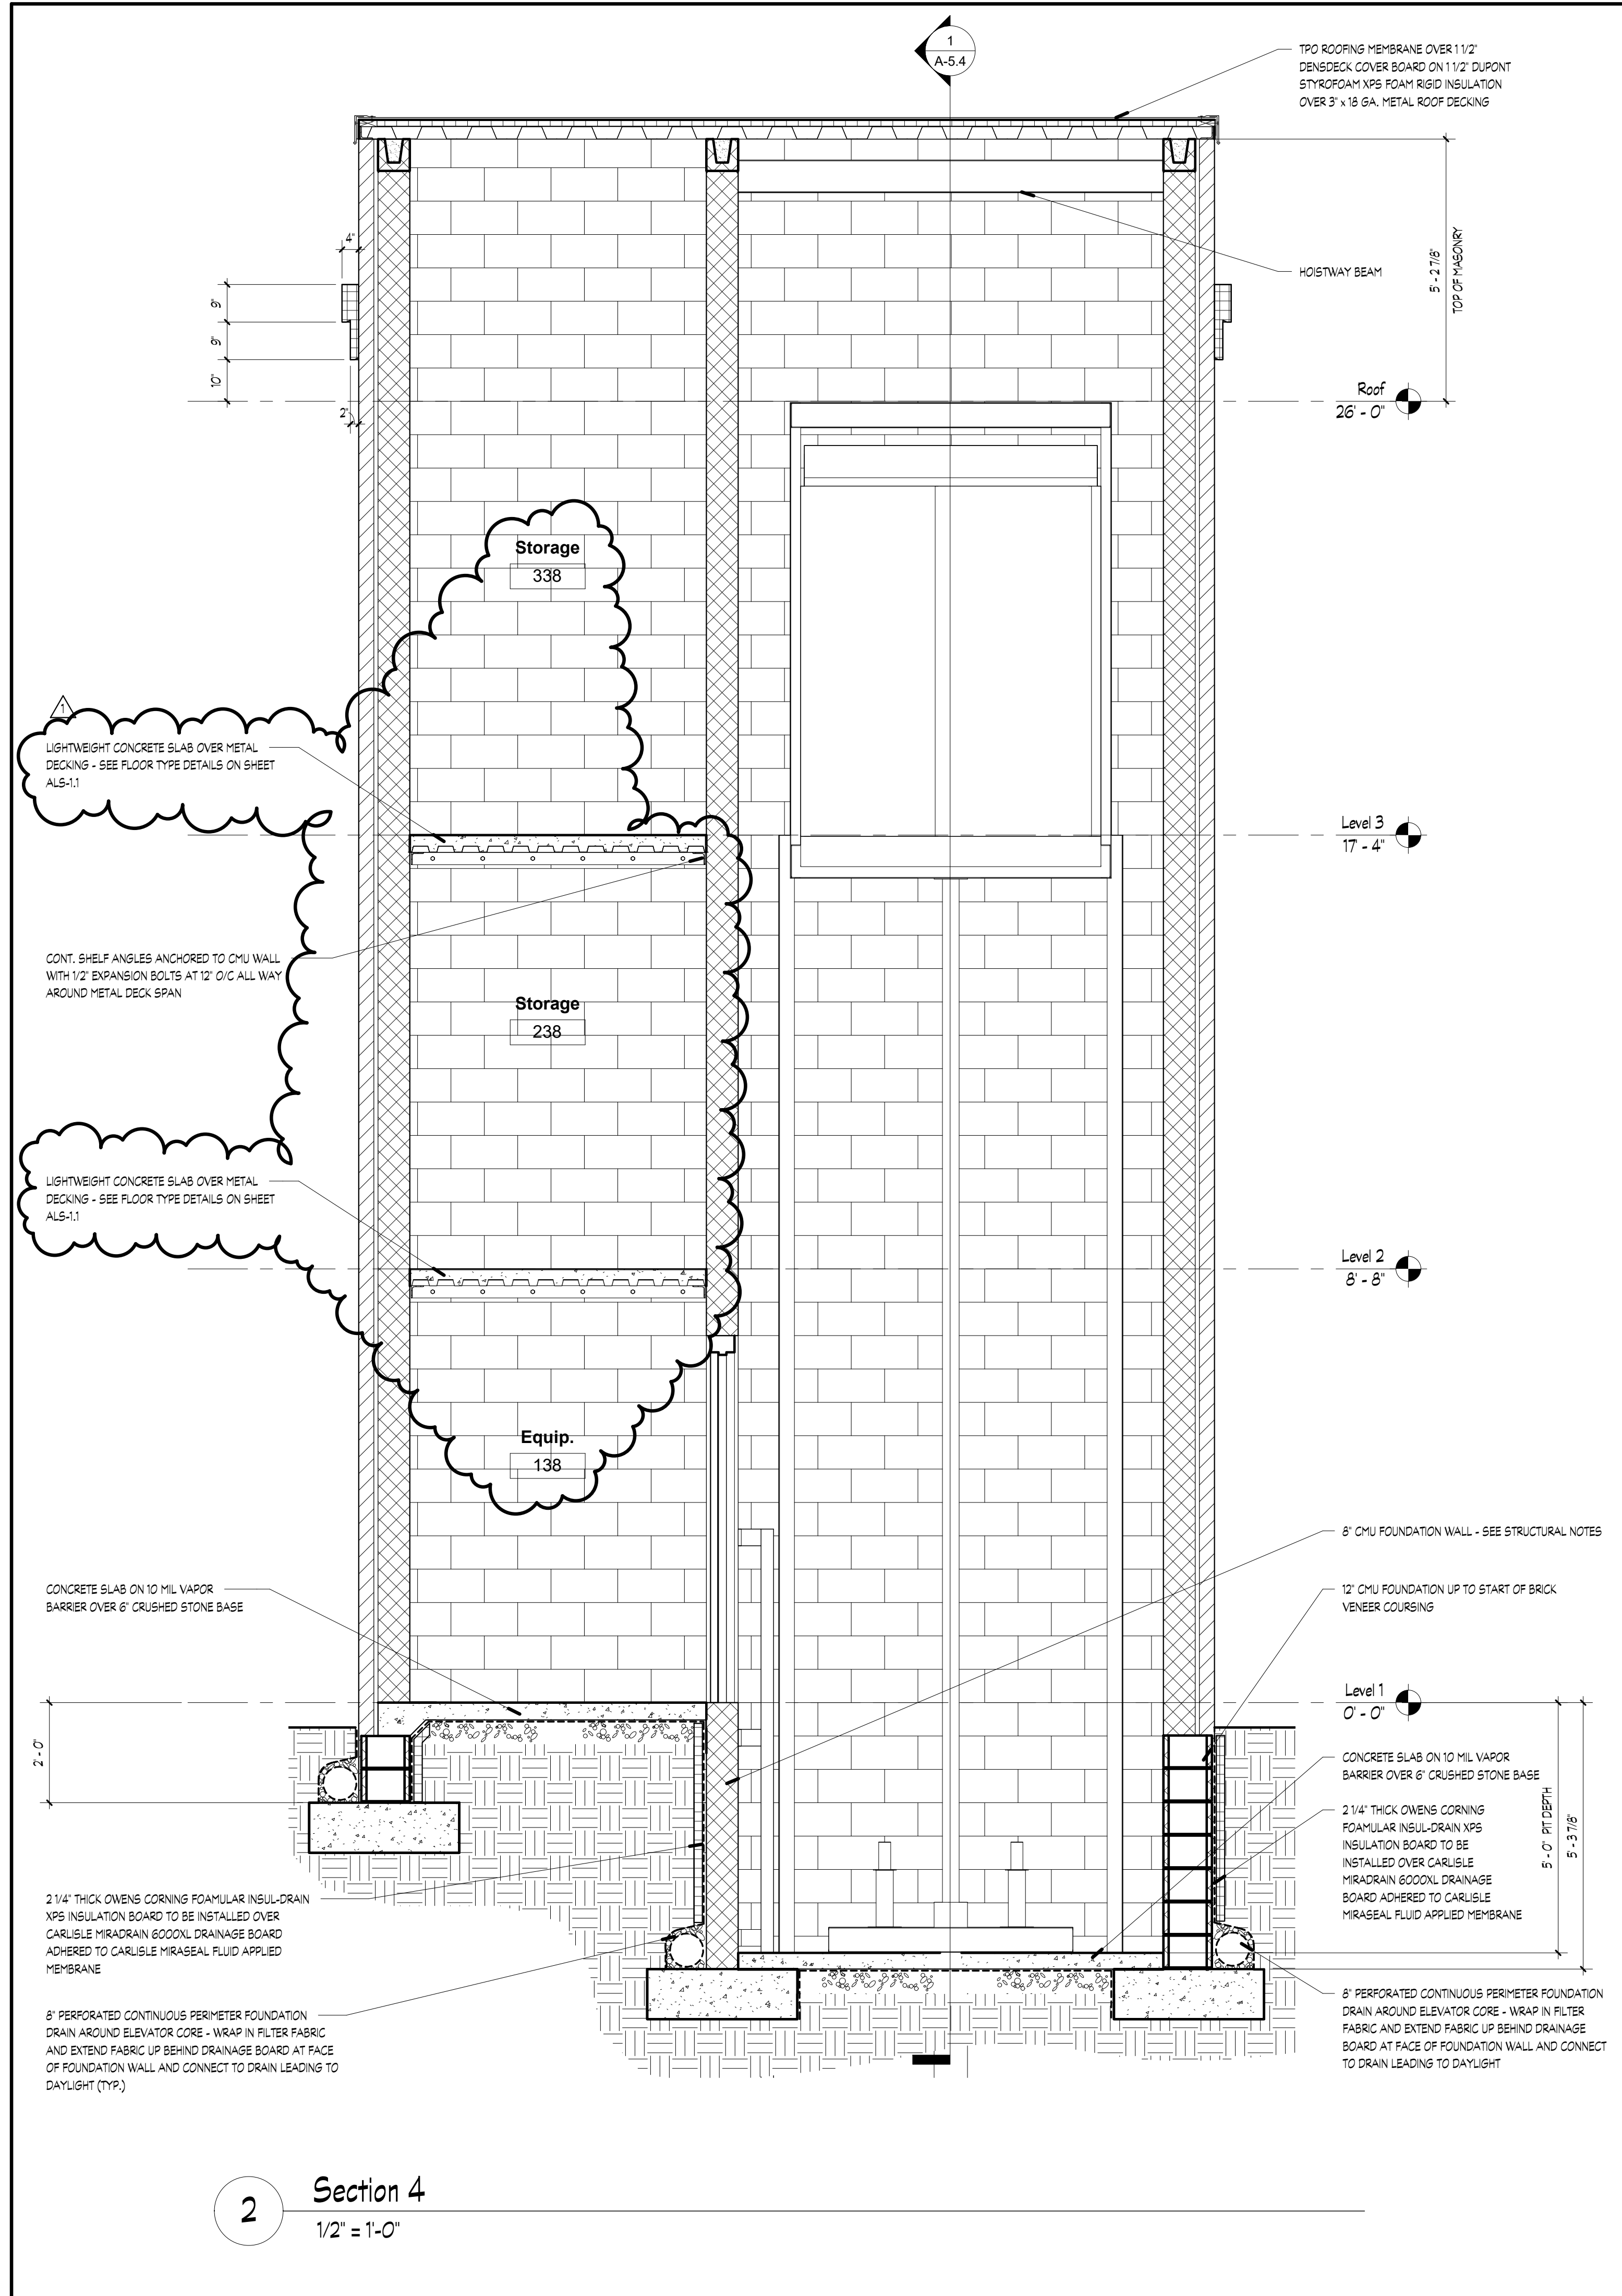 1
A-5.4
TPO ROOFING MEMBRANE OVER 1 1/2"
DENSDECK COVER BOARD ON 1 1/2" DUPONT
STYROFOAM XPS FOAM RIGID INSULATION
OVER 3" x 18 GA. METAL ROOF DECKING
4"
9"
9"
10"
2"
HOISTWAY BEAM
5' - 2 7/8"
TOP OF MASONRY
Roof
26' - 0"
Storage
338
1
LIGHTWEIGHT CONCRETE SLAB OVER METAL
DECKING - SEE FLOOR TYPE DETAILS ON SHEET
ALS-1.1
Level 3
17' - 4"
CONT. SHELF ANGLES ANCHORED TO CMU WALL
WITH 1/2" EXPANSION BOLTS AT 12" O/C ALL WAY
AROUND METAL DECK SPAN
Storage
238
LIGHTWEIGHT CONCRETE SLAB OVER METAL
DECKING - SEE FLOOR TYPE DETAILS ON SHEET
ALS-1.1
Level 2
8' - 8"
Equip.
138
8" CMU FOUNDATION WALL - SEE STRUCTURAL NOTES
CONCRETE SLAB ON 10 MIL VAPOR
BARRIER OVER 6" CRUSHED STONE BASE
12" CMU FOUNDATION UP TO START OF BRICK
VENEER COURSING
Level 1
0' - 0"
2' - 0"
CONCRETE SLAB ON 10 MIL VAPOR
BARRIER OVER 6" CRUSHED STONE BASE
2 1/4" THICK OWENS CORNING
FOAMULAR INSUL-DRAIN XPS
INSULATION BOARD TO BE
INSTALLED OVER CARLISLE
MIRADRAIN 6000XL DRAINAGE
BOARD ADHERED TO CARLISLE
MIRASEAL FLUID APPLIED MEMBRANE
5' - 0" PIT DEPTH
5' - 3 7/8"
2 1/4" THICK OWENS CORNING FOAMULAR INSUL-DRAIN
XPS INSULATION BOARD TO BE INSTALLED OVER
CARLISLE MIRADRAIN 6000XL DRAINAGE BOARD
ADHERED TO CARLISLE MIRASEAL FLUID APPLIED
MEMBRANE
8" PERFORATED CONTINUOUS PERIMETER FOUNDATION
DRAIN AROUND ELEVATOR CORE - WRAP IN FILTER FABRIC
AND EXTEND FABRIC UP BEHIND DRAINAGE BOARD AT FACE
OF FOUNDATION WALL AND CONNECT TO DRAIN LEADING TO
DAYLIGHT (TYP.)
8" PERFORATED CONTINUOUS PERIMETER FOUNDATION
DRAIN AROUND ELEVATOR CORE - WRAP IN FILTER
FABRIC AND EXTEND FABRIC UP BEHIND DRAINAGE
BOARD AT FACE OF FOUNDATION WALL AND CONNECT
TO DRAIN LEADING TO DAYLIGHT
2
Section 4
1/2" = 1'-0"